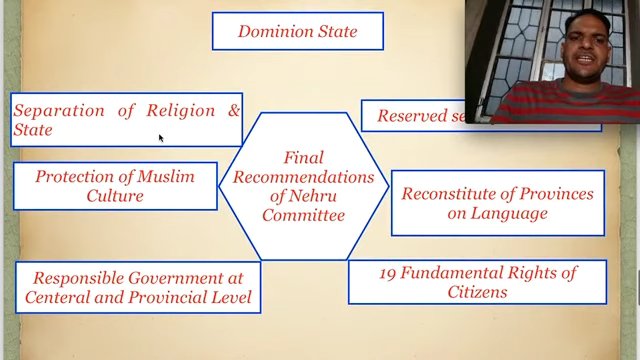 Dominion State
Separation of Religion &
State
Reserved
Protection of Muslim
Culture
Final
Recommendations
of Nehru
Committee
Reconstitute of Provinces
on Language
Responsible Government at
Centeral and Provincial Level
19 Fundamental Rights of
Citizens